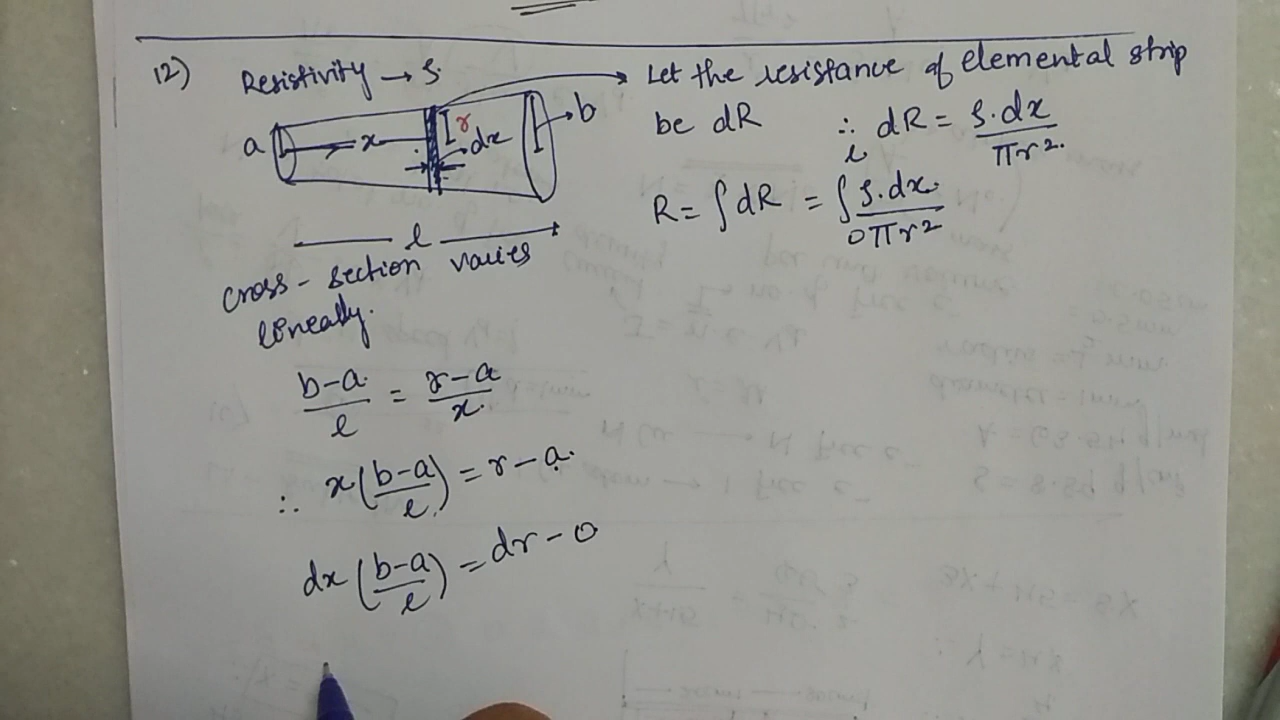 12) Resistivity → ρ.
a x r dx b
l
cross-section varies
linearly.
b-a/l = r-a/x.
∴ x(b-a/l) = r-a.
dx(b-a/l) = dr-0
→ Let the resistance of elemental strip
be dR ∴ dR = ρ.dx/πr².
R = ∫dR = ∫₀ˡ ρ.dx/πr²